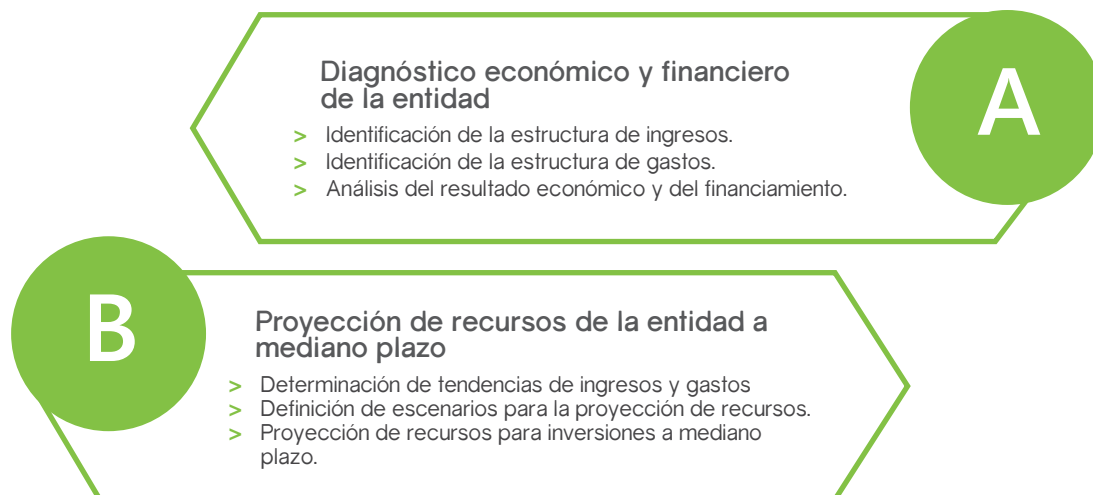 A
Diagnóstico económico y financiero
de la entidad
> Identificación de la estructura de ingresos.
> Identificación de la estructura de gastos.
> Análisis del resultado económico y del financiamiento.
B
Proyección de recursos de la entidad a
mediano plazo
> Determinación de tendencias de ingresos y gastos
> Definición de escenarios para la proyección de recursos.
> Proyección de recursos para inversiones a mediano
plazo.